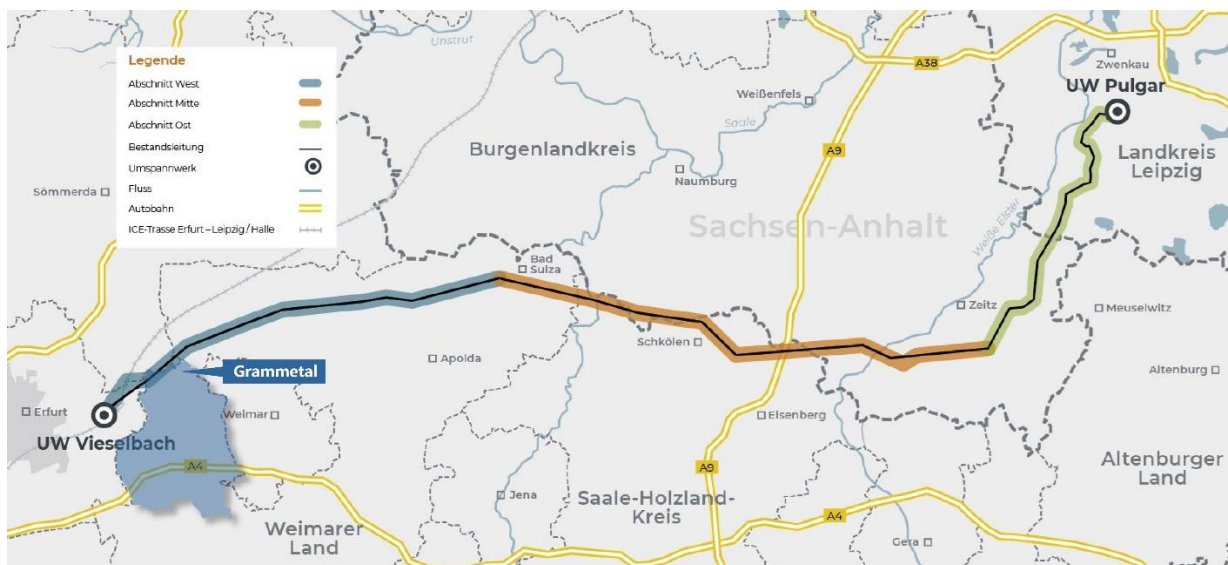 Legende
Abschnitt West
Abschnitt Mitte
Abschnitt Ost
Bestandsleitung
Umspannwerk
Fluss
Autobahn
ICE-Trasse Erfurt – Leipzig / Halle
Unstrut
A38
Zwenkau
UW Pulgar
Weißenfels
Saale
Burgenlandkreis
A9
Landkreis
Leipzig
Sömmerda
Naumburg
Sachsen-Anhalt
Weiße Elster
Bad
Sulza
Zeitz
Meuselwitz
Schkölen
Apolda
Grammetal
Altenburg
Erfurt
Weimar
Eisenberg
UW Vieselbach
A4
A9
Altenburger
Land
Jena
Saale-Holzland-
Kreis
A4
Weimarer
Land
Gera